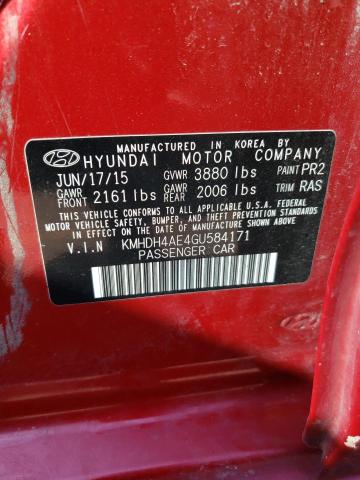 MANUFACTURED IN KOREA BY
HYUNDAI MOTOR COMPANY
JUN/17/15 GVWR 3880 lbs PAINT PR2
GAWR FRONT 2161 lbs GAWR REAR 2006 lbs TRIM RAS
THIS VEHICLE CONFORMS TO ALL APPLICABLE U.S.A. FEDERAL
MOTOR VEHICLE SAFETY, BUMPER, AND THEFT PREVENTION STANDARDS
IN EFFECT ON THE DATE OF MANUFACTURE SHOWN ABOVE.
V.I.N KMHDH4AE4GU584171
PASSENGER CAR